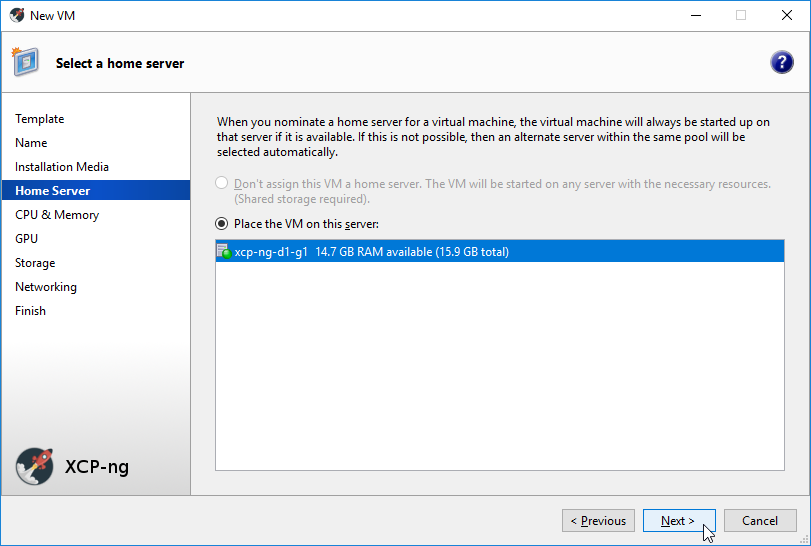 New VM
Select a home server
?
Template
Name
Installation Media
Home Server
CPU & Memory
GPU
Storage
Networking
Finish
XCP-ng
When you nominate a home server for a virtual machine, the virtual machine will always be started up on
that server if it is available. If this is not possible, then an alternate server within the same pool will be
selected automatically.
Don't assign this VM a home server. The VM will be started on any server with the necessary resources.
(Shared storage required).
Place the VM on this server:
xcp-ng-d1-g1 14.7 GB RAM available (15.9 GB total)
< Previous
Next >
Cancel